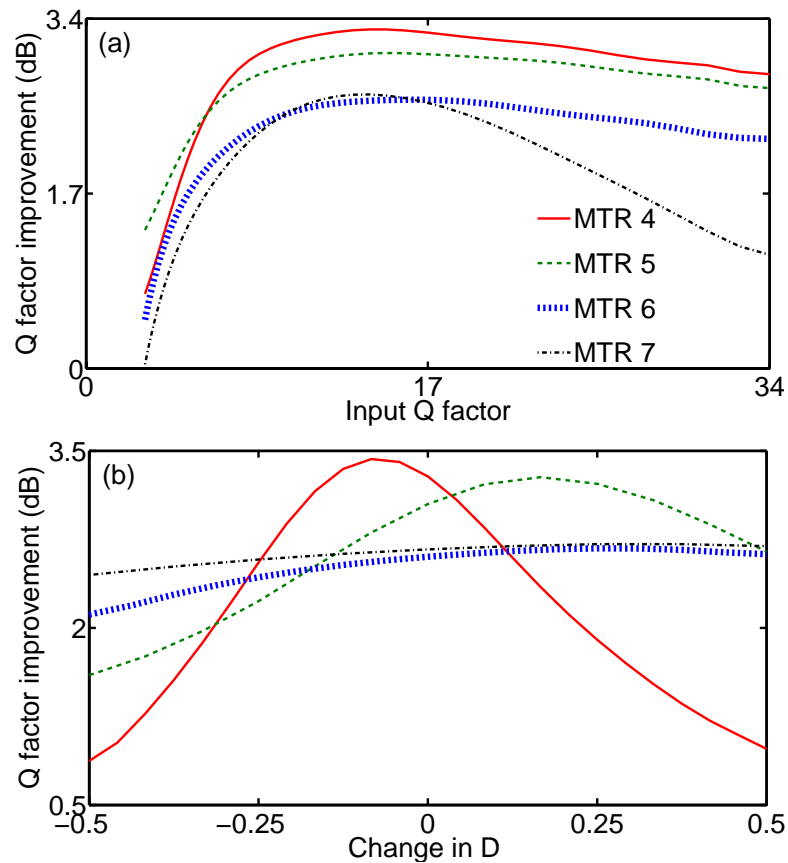 (a)
Q factor improvement (dB)
3.4
1.7
0
0 17 34
Input Q factor
MTR 4
MTR 5
MTR 6
MTR 7
(b)
Q factor improvement (dB)
3.5
2
0.5
−0.5 −0.25 0 0.25 0.5
Change in D